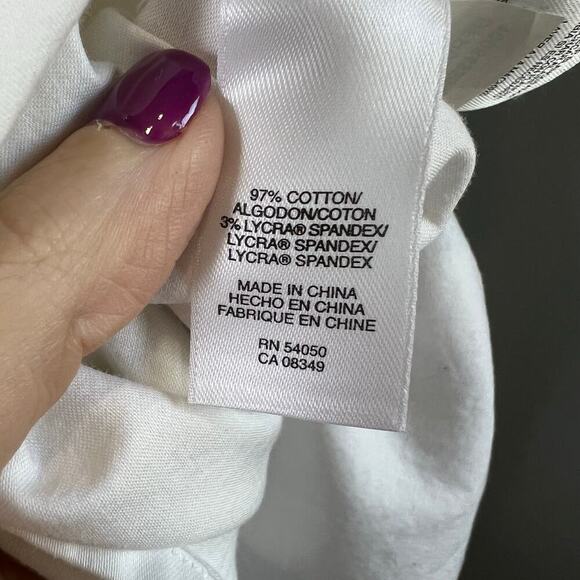 97% COTTON/
ALGODON/COTON
3% LYCRA® SPANDEX/
LYCRA® SPANDEX/
LYCRA® SPANDEX
MADE IN CHINA
HECHO EN CHINA
FABRIQUE EN CHINE
RN 54050
CA 08349